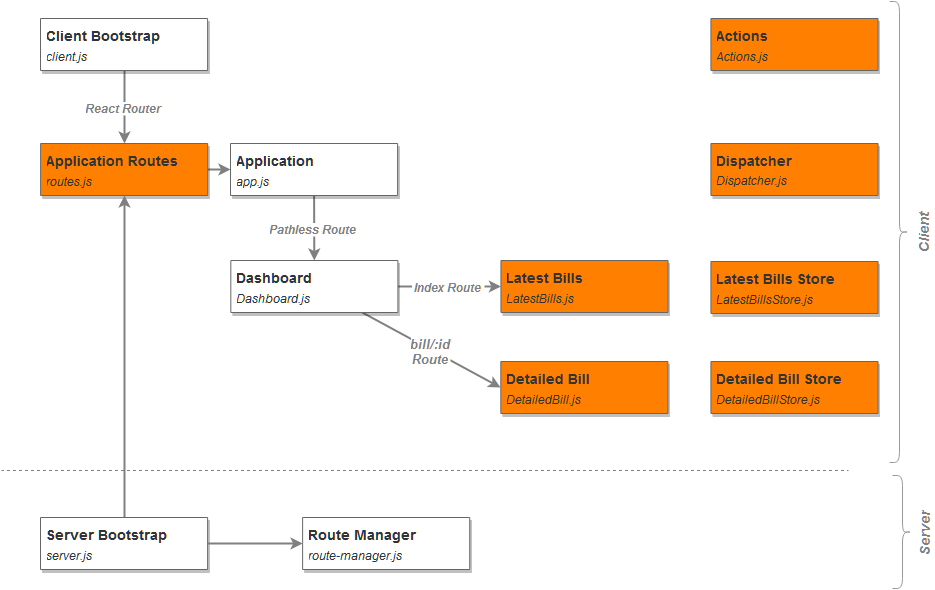 Client Bootstrap
client.js
Actions
Actions.js
React Router
Application Routes
routes.js
Application
app.js
Dispatcher
Dispatcher.js
Pathless Route
Client
Dashboard
Dashboard.js
Index Route
Latest Bills
LatestBills.js
Latest Bills Store
LatestBillsStore.js
bill/:id
Route
Detailed Bill
DetailedBill.js
Detailed Bill Store
DetailedBillStore.js
Server Bootstrap
server.js
Route Manager
route-manager.js
Server